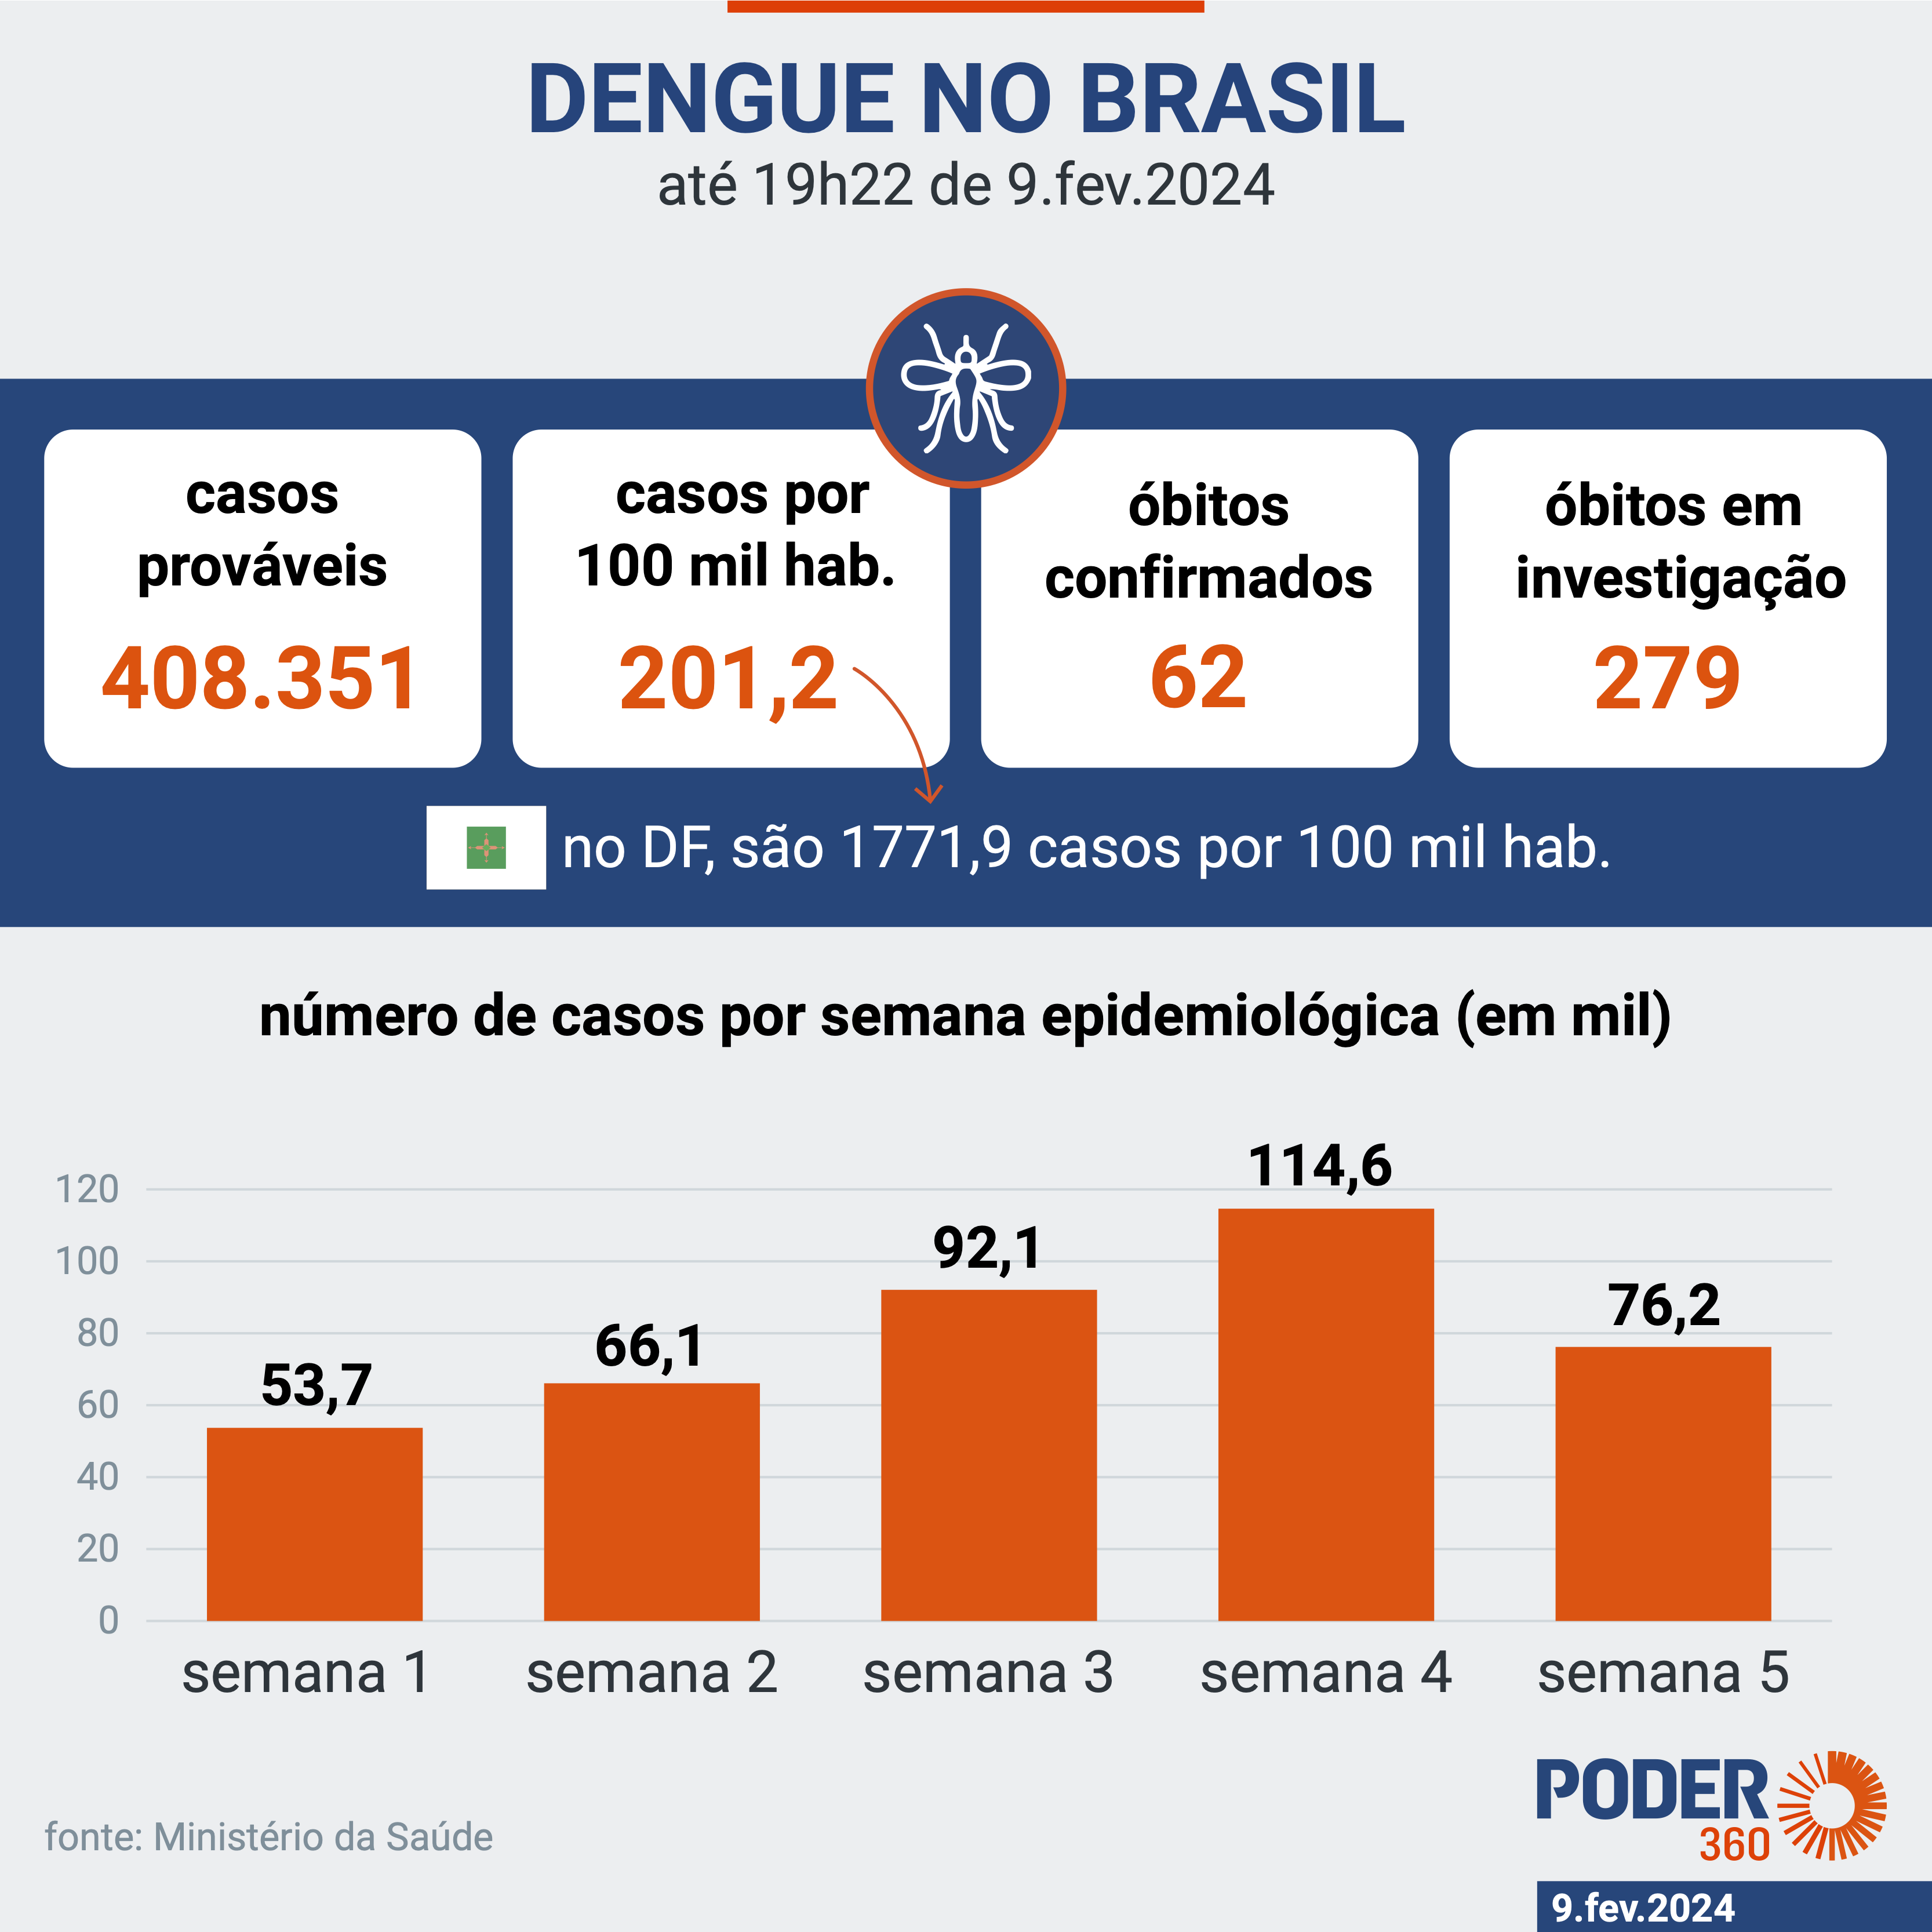 DENGUE NO BRASIL
até 19h22 de 9.fev.2024
casos
prováveis
408.351
casos por
100 mil hab.
201,2
óbitos
confirmados
62
óbitos em
investigação
279
no DF, são 1771,9 casos por 100 mil hab.
número de casos por semana epidemiológica (em mil)
120
100
80
60
40
20
0
53,7
66,1
92,1
114,6
76,2
semana 1
semana 2
semana 3
semana 4
semana 5
fonte: Ministério da Saúde
PODER
360
9.fev.2024